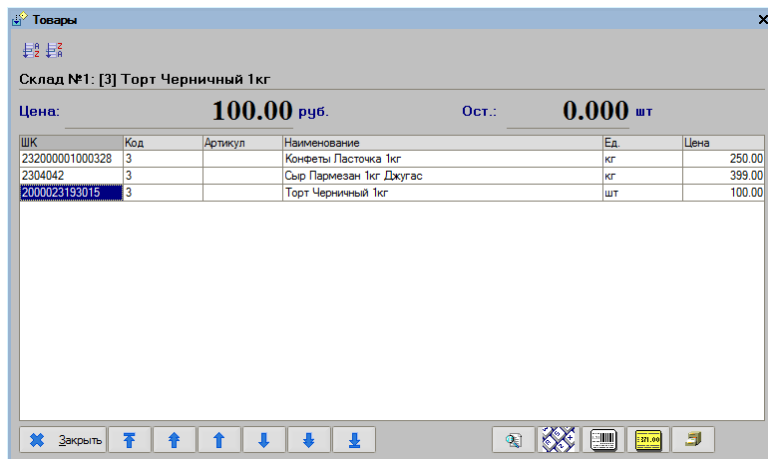 Товары
Склад №1: [3] Торт Черничный 1кг
Цена: 100.00 руб. Ост.: 0.000 шт
ШК Код Артикул Наименование Ед. Цена
232000001000328 3 Конфеты Ласточка 1кг кг 250.00
2304042 3 Сыр Пармезан 1кг Джугас кг 399.00
2000023193015 3 Торт Черничный 1кг шт 100.00
Закрыть